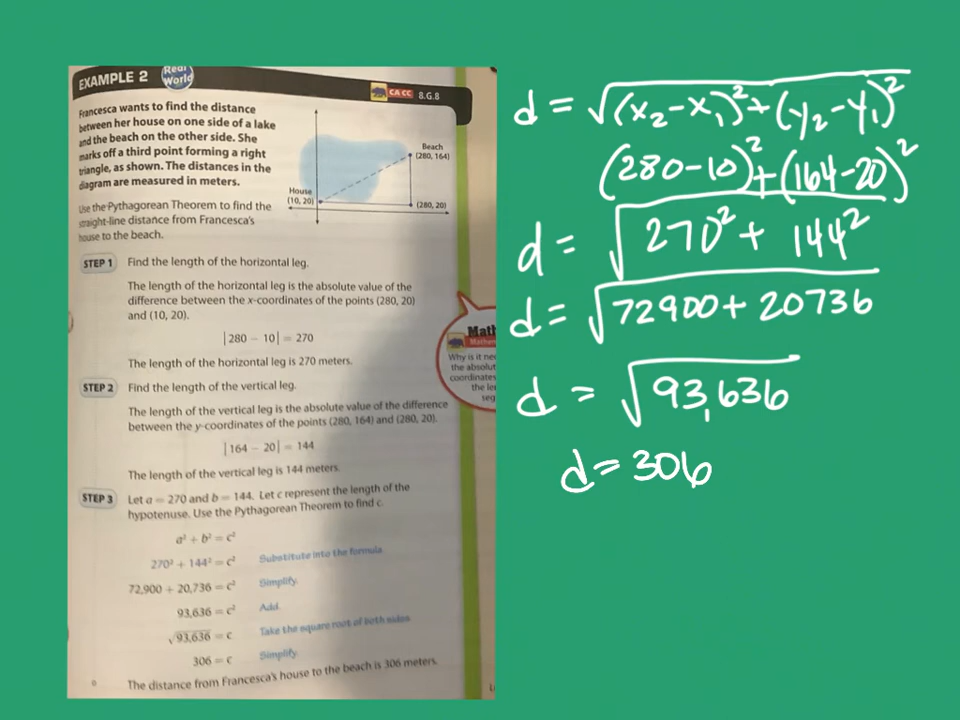 EXAMPLE 2 Real World
CA CC 8.G.8
Francesca wants to find the distance
between her house on one side of a lake
and the beach on the other side. She
marks off a third point forming a right
triangle, as shown. The distances in the
diagram are measured in meters.
Use the Pythagorean Theorem to find the
straight-line distance from Francesca's
house to the beach.
Beach
(280, 164)
House
(10, 20)
(280, 20)
STEP 1 Find the length of the horizontal leg.
The length of the horizontal leg is the absolute value of the
difference between the x-coordinates of the points (280, 20)
and (10, 20).
|280 − 10| = 270
The length of the horizontal leg is 270 meters.
STEP 2 Find the length of the vertical leg.
The length of the vertical leg is the absolute value of the difference
between the y-coordinates of the points (280, 164) and (280, 20).
|164 − 20| = 144
The length of the vertical leg is 144 meters.
STEP 3 Let a = 270 and b = 144. Let c represent the length of the
hypotenuse. Use the Pythagorean Theorem to find c.
a² + b² = c²
270² + 144² = c² Substitute into the formula
72,900 + 20,736 = c² Simplify.
93,636 = c² Add.
√93,636 = c Take the square root of both sides
306 = c Simplify.
The distance from Francesca's house to the beach is 306 meters.
Math
Why is it
the
coordinates
the
d = √(x₂−x₁)²+(y₂−y₁)²
(280−10)²+(164−20)²
d = √270² + 144²
d = √72900+20736
d = √93,636
d=306